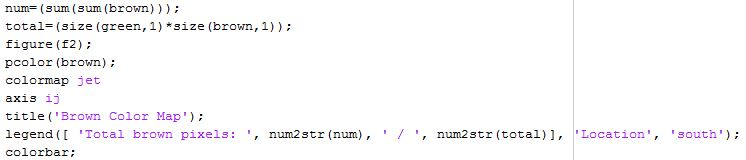 num=(sum(sum(brown)));
total=(size(green,1)*size(brown,1));
figure(f2);
pcolor(brown);
colormap jet
axis ij
title('Brown Color Map');
legend([ 'Total brown pixels: ', num2str(num), ' / ', num2str(total)], 'Location', 'south');
colorbar;